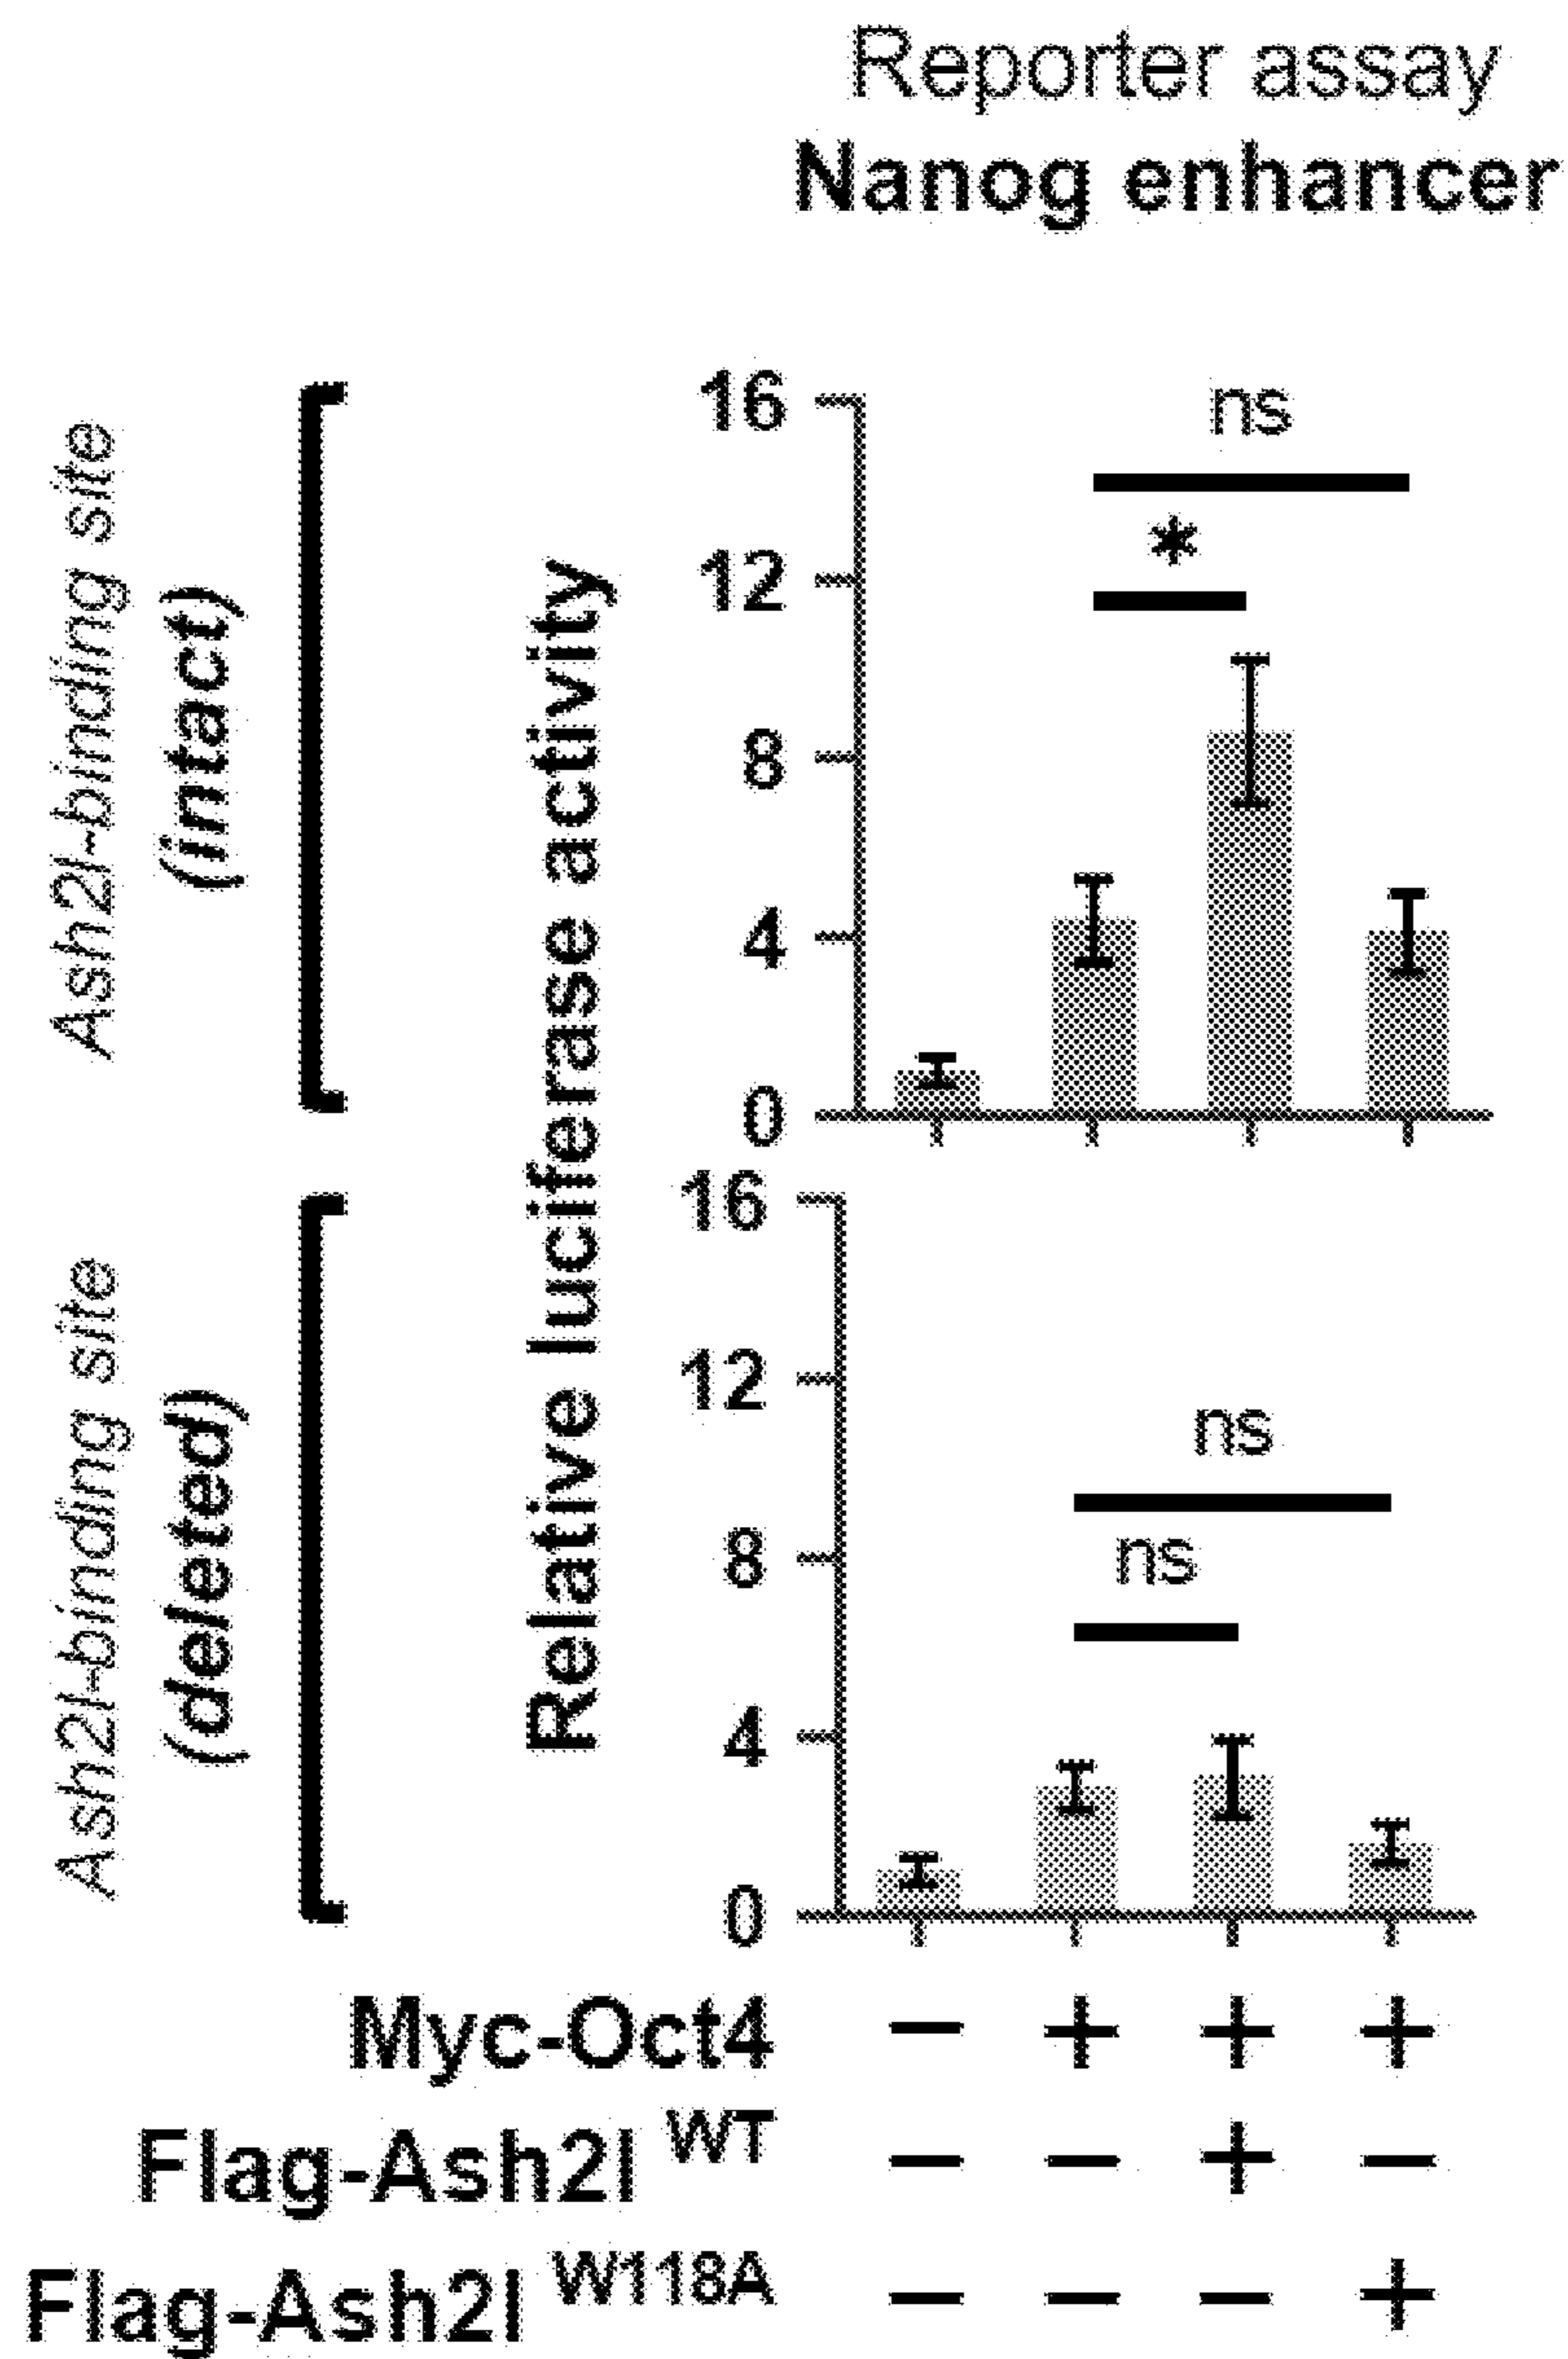 Reporter assay
Nanog enhancer
Ash2l-binding site
(intact)
Relative luciferase activity
16
12
8
4
0
ns
*
Ash2l-binding site
(deleted)
16
12
8
4
0
ns
ns
Myc-Oct4 – + + +
Flag-Ash2l WT – – + –
Flag-Ash2l W118A – – – +